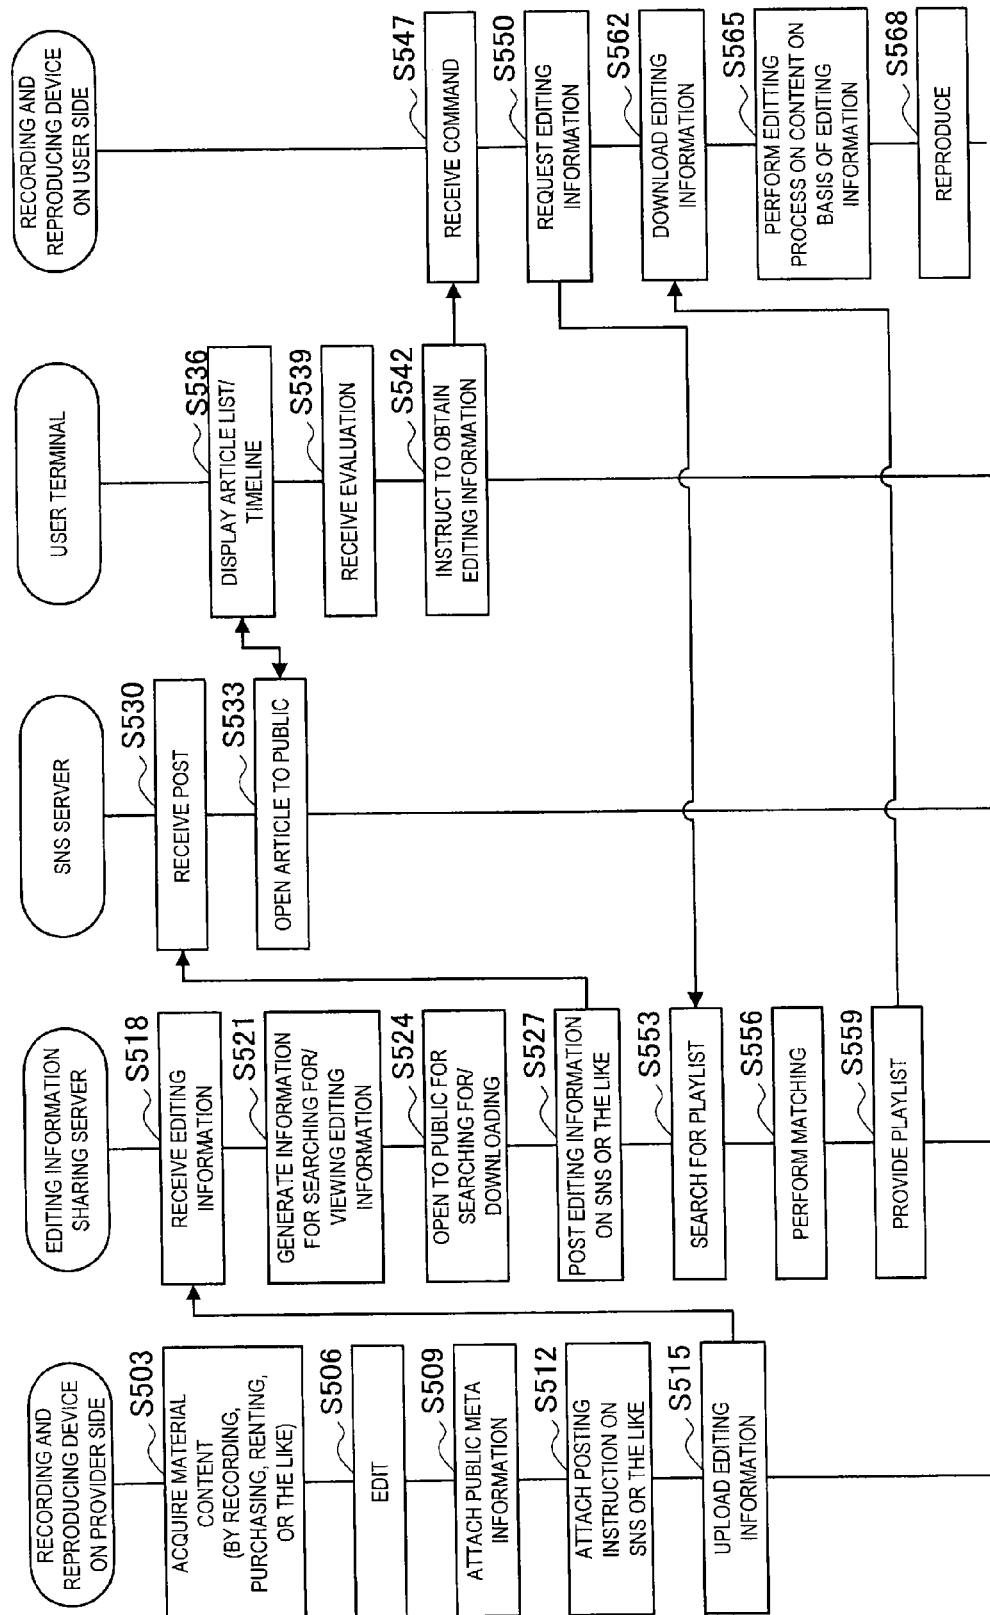 RECORDING AND
REPRODUCING DEVICE
ON PROVIDER SIDE
S503
ACQUIRE MATERIAL
CONTENT
(BY RECORDING,
PURCHASING, RENTING,
OR THE LIKE)
S506
EDIT
S509
ATTACH PUBLIC META
INFORMATION
S512
ATTACH POSTING
INSTRUCTION ON
SNS OR THE LIKE
S515
UPLOAD EDITING
INFORMATION
EDITING INFORMATION
SHARING SERVER
S518
RECEIVE EDITING
INFORMATION
S521
GENERATE INFORMATION
FOR SEARCHING FOR/
VIEWING EDITING
INFORMATION
S524
OPEN TO PUBLIC FOR
SEARCHING FOR/
DOWNLOADING
S527
POST EDITING INFORMATION
ON SNS OR THE LIKE
S553
SEARCH FOR PLAYLIST
S556
PERFORM MATCHING
S559
PROVIDE PLAYLIST
SNS SERVER
S530
RECEIVE POST
S533
OPEN ARTICLE TO PUBLIC
USER TERMINAL
S536
DISPLAY ARTICLE LIST/
TIMELINE
S539
RECEIVE EVALUATION
S542
INSTRUCT TO OBTAIN
EDITING INFORMATION
RECORDING AND
REPRODUCING DEVICE
ON USER SIDE
S547
RECEIVE COMMAND
S550
REQUEST EDITING
INFORMATION
S562
DOWNLOAD EDITING
INFORMATION
S565
PERFORM EDITTING
PROCESS ON CONTENT ON
BASIS OF EDITING
INFORMATION
S568
REPRODUCE